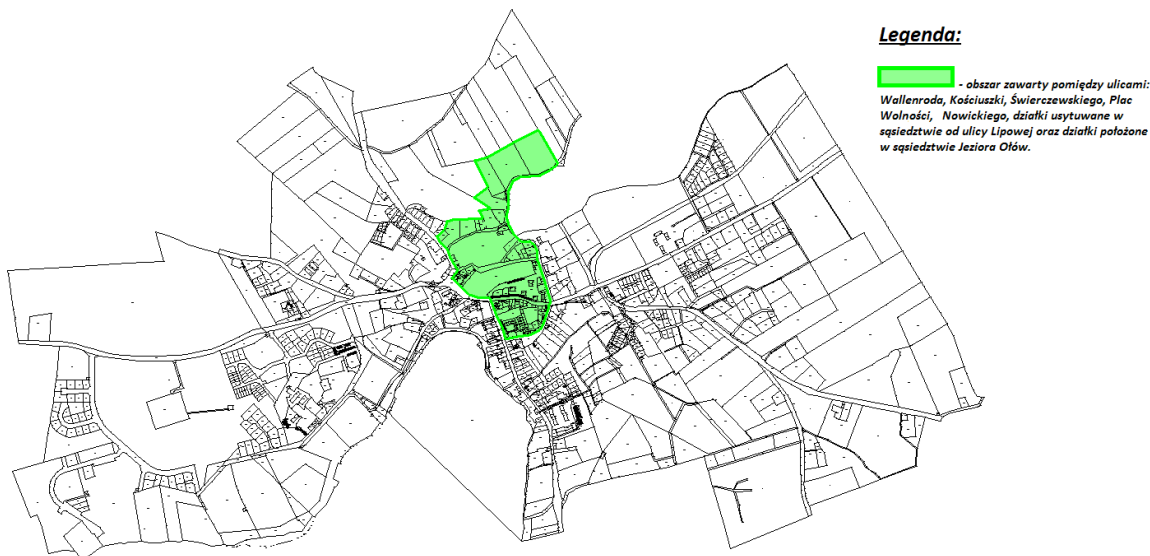 Legenda:
- obszar zawarty pomiędzy ulicami:
Wallenroda, Kościuszki, Świerczewskiego, Plac
Wolności, Nowickiego, działki usytuwane w
sąsiedztwie od ulicy Lipowej oraz działki położone
w sąsiedztwie Jeziora Ołów.